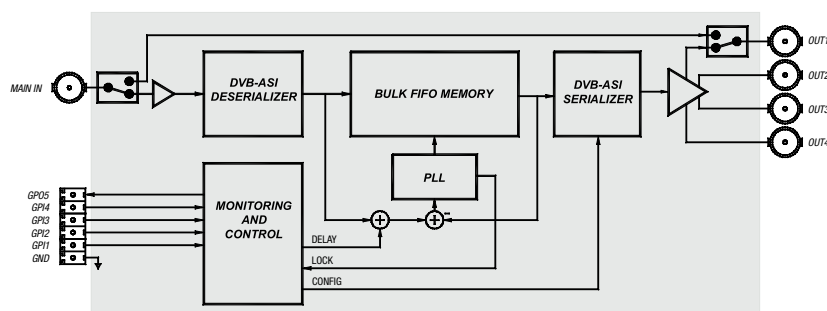 MAIN IN
DVB-ASI
DESERIALIZER
BULK FIFO MEMORY
DVB-ASI
SERIALIZER
OUT1
OUT2
OUT3
OUT4
PLL
GPO5
GPI4
GPI3
GPI2
GPI1
GND
MONITORING
AND
CONTROL
DELAY
LOCK
CONFIG
+
+
--